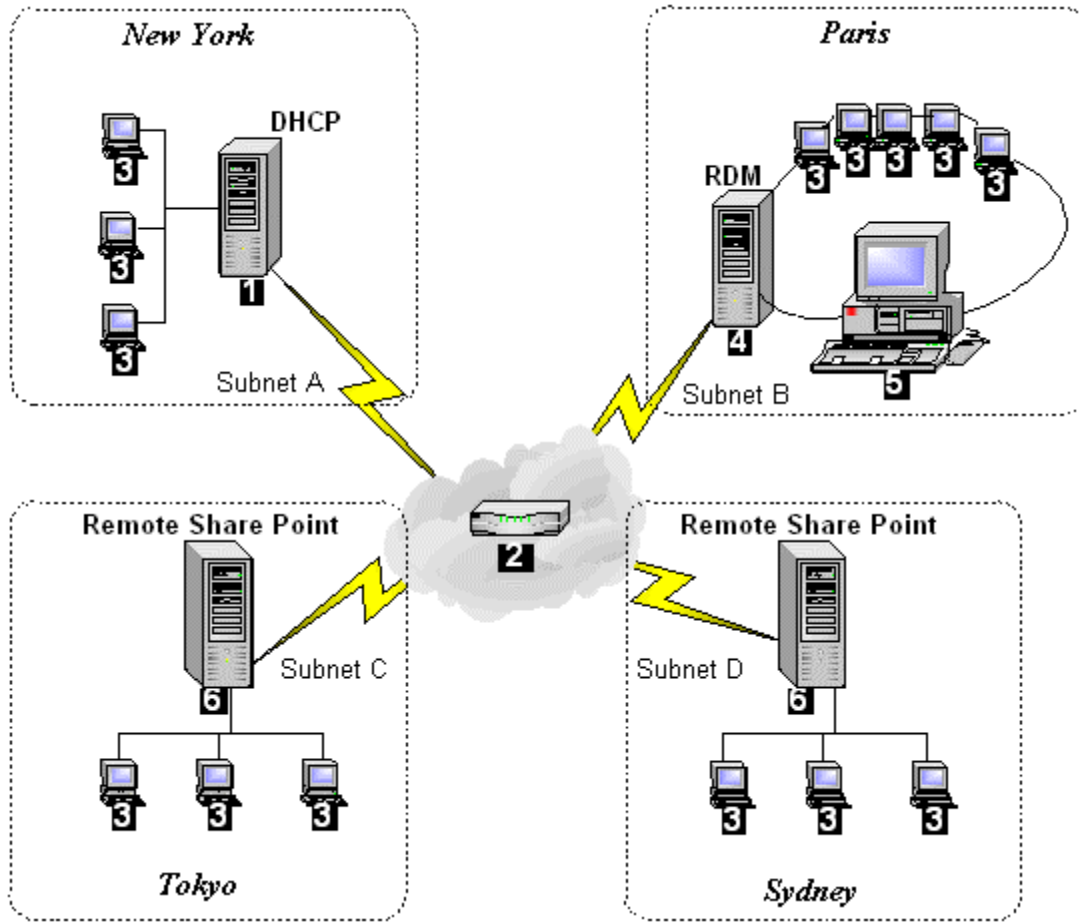 New York
DHCP
3
3
3
1
Subnet A
Paris
RDM
3
3
3
3
3
4
5
Subnet B
2
Remote Share Point
6
Subnet C
3
3
3
Tokyo
Remote Share Point
6
Subnet D
3
3
3
Sydney